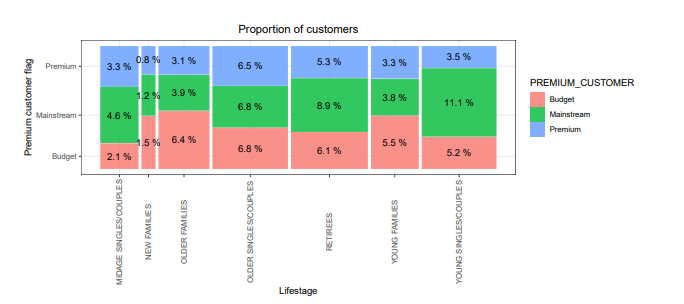 Proportion of customers
Premium customer flag
Premium
Mainstream
Budget
3.3 %
0.8 %
3.1 %
6.5 %
5.3 %
3.3 %
3.5 %
4.6 %
1.2 %
3.9 %
6.8 %
8.9 %
3.8 %
11.1 %
2.1 %
1.5 %
6.4 %
6.8 %
6.1 %
5.5 %
5.2 %
MIDAGE SINGLES/COUPLES
NEW FAMILIES
OLDER FAMILIES
OLDER SINGLES/COUPLES
RETIREES
YOUNG FAMILIES
YOUNG SINGLES/COUPLES
Lifestage
PREMIUM_CUSTOMER
Budget
Mainstream
Premium